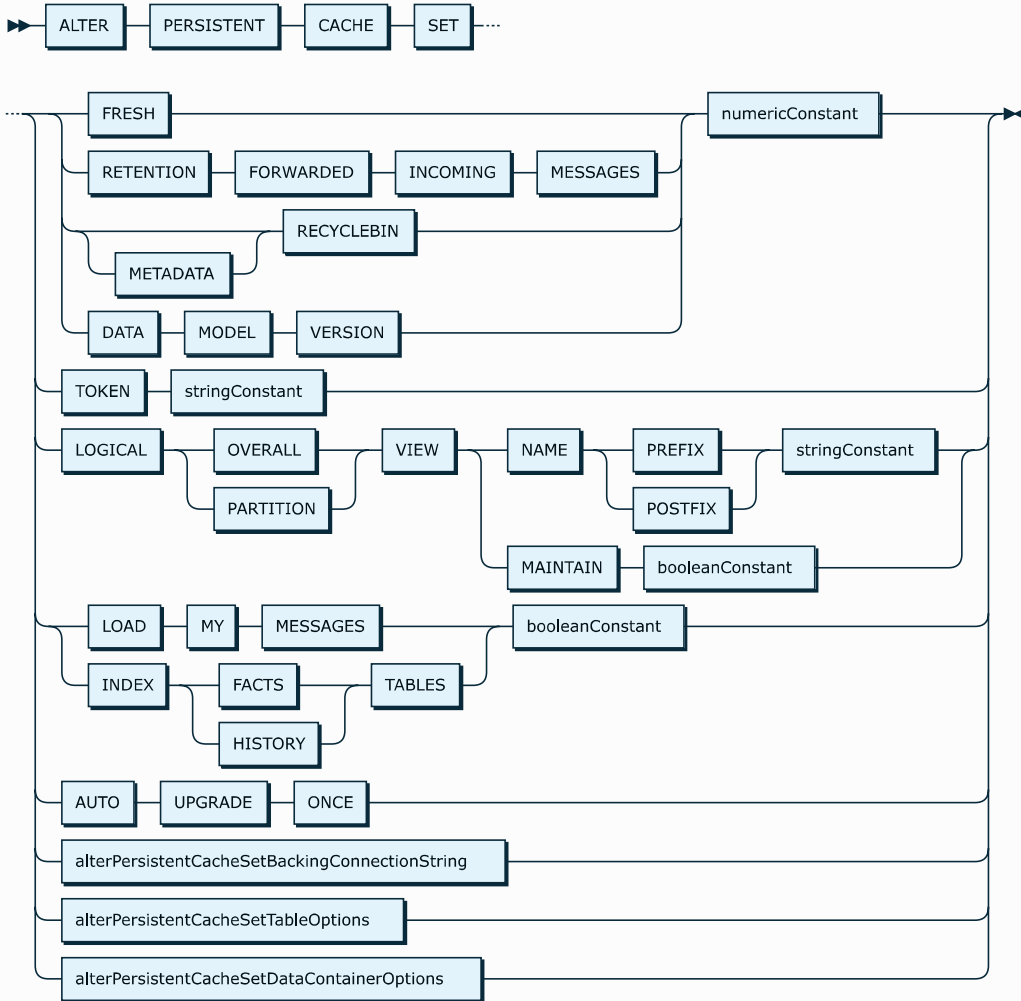 ALTER PERSISTENT CACHE SET
FRESH numericConstant
RETENTION FORWARDED INCOMING MESSAGES
RECYCLEBIN
METADATA
DATA MODEL VERSION
TOKEN stringConstant
LOGICAL OVERALL VIEW NAME PREFIX stringConstant
PARTITION POSTFIX
MAINTAIN booleanConstant
LOAD MY MESSAGES booleanConstant
INDEX FACTS TABLES
HISTORY
AUTO UPGRADE ONCE
alterPersistentCacheSetBackingConnectionString
alterPersistentCacheSetTableOptions
alterPersistentCacheSetDataContainerOptions